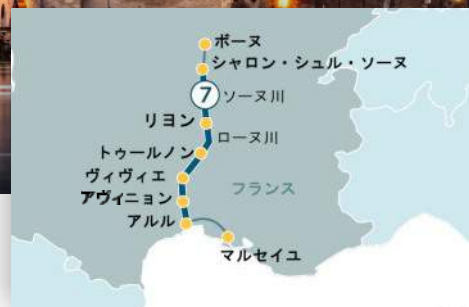 ボーヌ
シャロン・シュル・ソーヌ
7 ソーヌ川
リヨン
ローヌ川
トゥールノン
ヴィヴィエ
フランス
アヴィニョン
アルル
マルセイユ